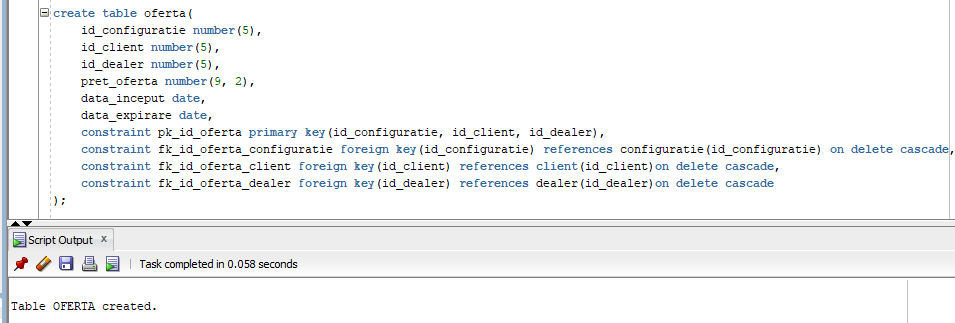 create table oferta(
id_configuratie number(5),
id_client number(5),
id_dealer number(5),
pret_oferta number(9, 2),
data_inceput date,
data_expirare date,
constraint pk_id_oferta primary key(id_configuratie, id_client, id_dealer),
constraint fk_id_oferta_configuratie foreign key(id_configuratie) references configuratie(id_configuratie) on delete cascade,
constraint fk_id_oferta_client foreign key(id_client) references client(id_client)on delete cascade,
constraint fk_id_oferta_dealer foreign key(id_dealer) references dealer(id_dealer)on delete cascade
);
Script Output x
Task completed in 0.058 seconds
Table OFERTA created.